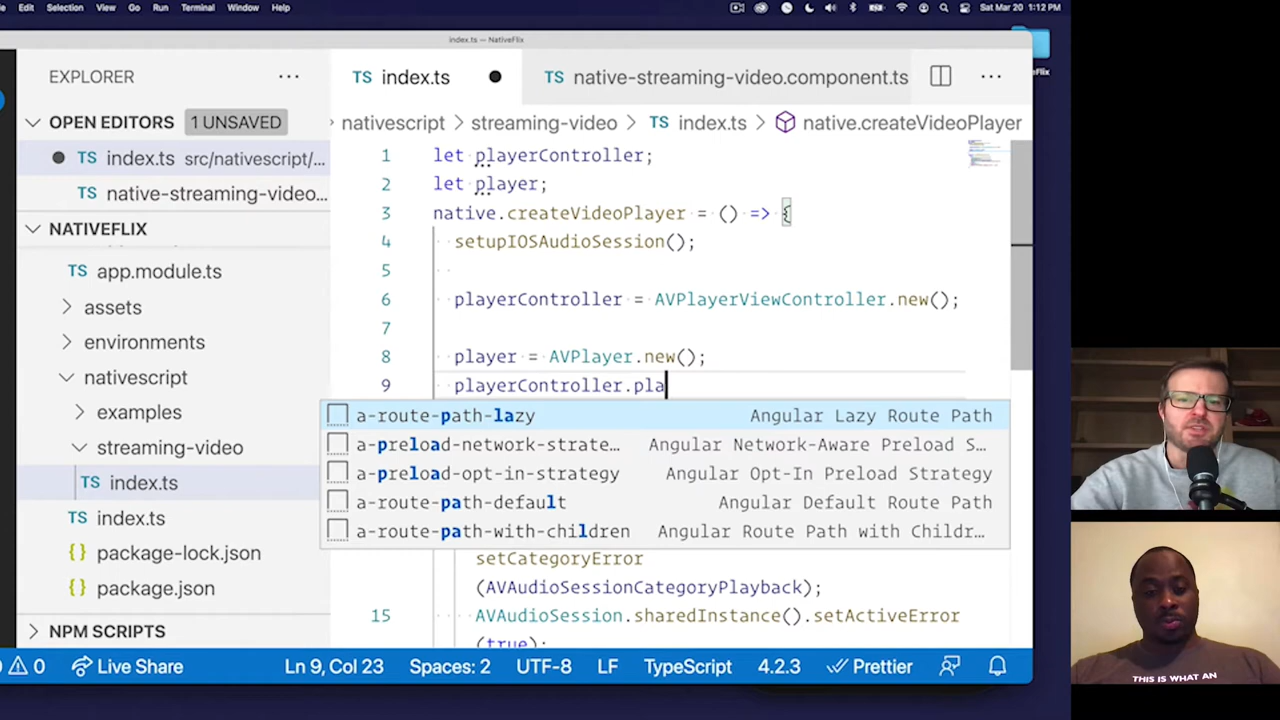 Edit Selection View Go Run Terminal Window Help Sat Mar 20 1:12 PM
index.ts — NativeFlix
EXPLORER
TS index.ts
TS native-streaming-video.component.ts
OPEN EDITORS 1 UNSAVED
TS index.ts src/nativescript/...
TS native-streaming-video...
NATIVEFLIX
app.module.ts
assets
environments
nativescript
examples
streaming-video
TS index.ts
TS index.ts
{} package-lock.json
{} package.json
NPM SCRIPTS
nativescript > streaming-video > TS index.ts > native.createVideoPlayer
1 let playerController;
2 let player;
3 native.createVideoPlayer = () => {
4 setupIOSAudioSession();
5
6 playerController = AVPlayerViewController.new();
7
8 player = AVPlayer.new();
9 playerController.pla
a-route-path-lazy Angular Lazy Route Path
a-preload-network-strate... Angular Network-Aware Preload S...
a-preload-opt-in-strategy Angular Opt-In Preload Strategy
a-route-path-default Angular Default Route Path
a-route-path-with-children Angular Route Path with Childr...
setCategoryError
(AVAudioSessionCategoryPlayback);
15 AVAudioSession.sharedInstance().setActiveError
(true);
0 Live Share Ln 9, Col 23 Spaces: 2 UTF-8 LF TypeScript 4.2.3 Prettier
THIS IS WHAT AN